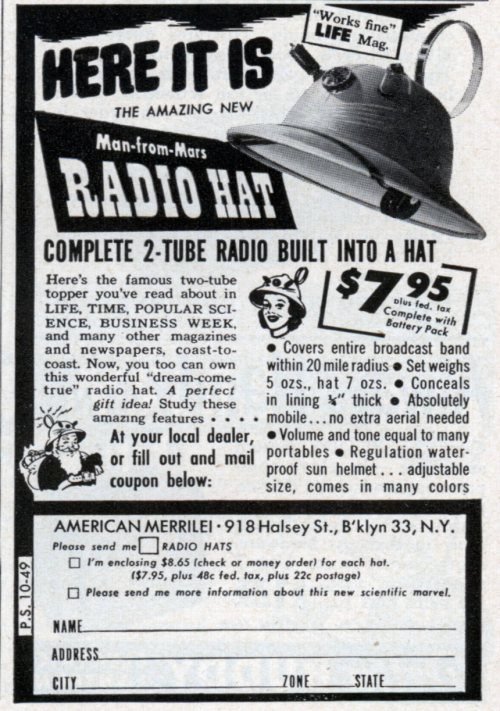 "Works fine"
LIFE Mag.
HERE IT IS
THE AMAZING NEW
Man-from-Mars
RADIO HAT
COMPLETE 2-TUBE RADIO BUILT INTO A HAT
Here's the famous two-tube
topper you've read about in
LIFE, TIME, POPULAR SCI-
ENCE, BUSINESS WEEK,
and many other magazines
and newspapers, coast-to-
coast. Now, you too can own
this wonderful "dream-come-
true" radio hat. A perfect
gift idea! Study these
amazing features • • • •
At your local dealer,
or fill out and mail
coupon below:
$7.95
plus fed. tax
Complete with
Battery Pack
• Covers entire broadcast band
within 20 mile radius • Set weighs
5 ozs., hat 7 ozs. • Conceals
in lining ¾" thick • Absolutely
mobile...no extra aerial needed
• Volume and tone equal to many
portables • Regulation water-
proof sun helmet... adjustable
size, comes in many colors
AMERICAN MERRILEI • 918 Halsey St., B'klyn 33, N.Y.
Please send me □ RADIO HATS
□ I'm enclosing $8.65 (check or money order) for each hat.
($7.95, plus 48c fed. tax, plus 22c postage)
□ Please send me more information about this new scientific marvel.
NAME
ADDRESS
CITY ZONE STATE
P.S. 10-49